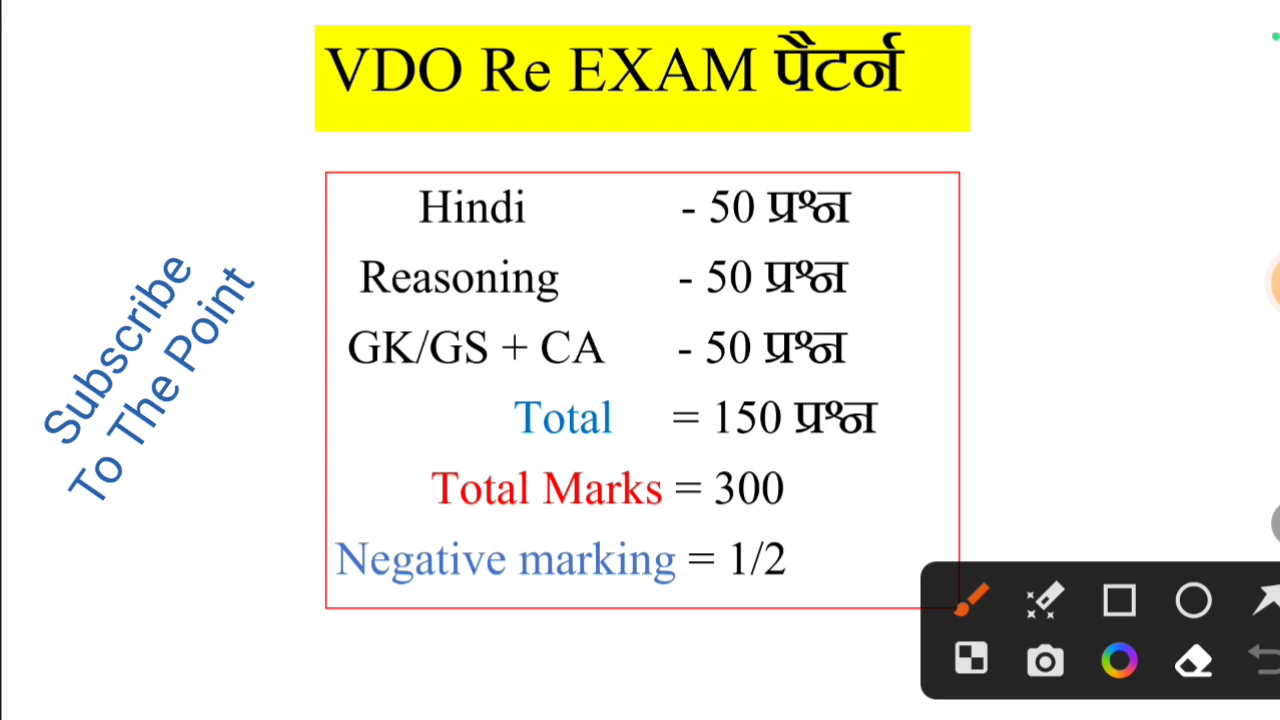 VDO Re EXAM पैटर्न
Hindi - 50 प्रश्न
Reasoning - 50 प्रश्न
GK/GS + CA - 50 प्रश्न
Total = 150 प्रश्न
Total Marks = 300
Negative marking = 1/2
Subscribe
To The Point